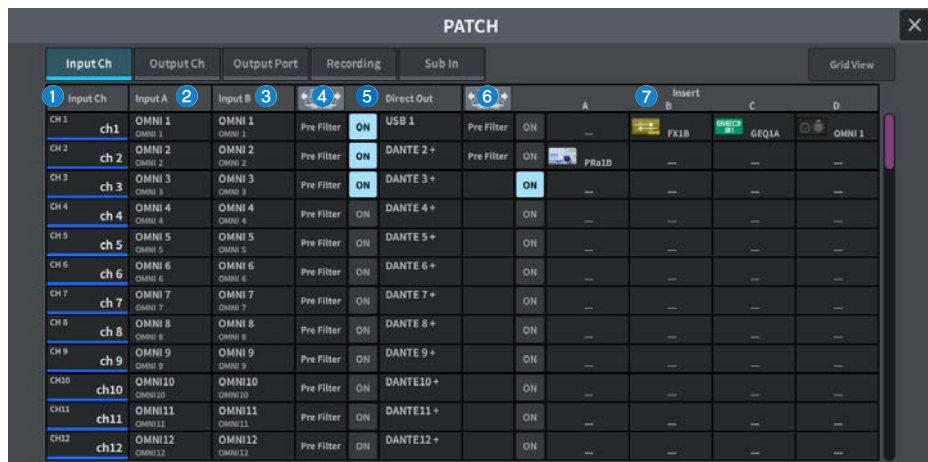 PATCH
Input Ch Output Ch Output Port Recording Sub In Grid View
1 Input Ch Input A 2 Input B 3 4 5 Direct Out 6 7 Insert
A B C D
CH 1 ch1 OMNI 1 OMNI 1 OMNI 1 OMNI 1 Pre Filter ON USB 1 Pre Filter ON --- FX1B GEQ1A OMNI 1
CH 2 ch 2 OMNI 2 OMNI 2 OMNI 2 OMNI 2 Pre Filter ON DANTE 2+ Pre Filter ON PRa1B --- --- ---
CH 3 ch 3 OMNI 3 OMNI 3 OMNI 3 OMNI 3 Pre Filter ON DANTE 3+ ON --- --- --- ---
CH 4 ch 4 OMNI 4 OMNI 4 OMNI 4 OMNI 4 Pre Filter ON DANTE 4+ ON --- --- --- ---
CH 5 ch 5 OMNI 5 OMNI 5 OMNI 5 OMNI 5 Pre Filter ON DANTE 5+ ON --- --- --- ---
CH 6 ch 6 OMNI 6 OMNI 6 OMNI 6 OMNI 6 Pre Filter ON DANTE 6+ ON --- --- --- ---
CH 7 ch 7 OMNI 7 OMNI 7 OMNI 7 OMNI 7 Pre Filter ON DANTE 7+ ON --- --- --- ---
CH 8 ch 8 OMNI 8 OMNI 8 OMNI 8 OMNI 8 Pre Filter ON DANTE 8+ ON --- --- --- ---
CH 9 ch 9 OMNI 9 OMNI 9 OMNI 9 OMNI 9 Pre Filter ON DANTE 9+ ON --- --- --- ---
CH10 ch10 OMNI10 OMNI10 OMNI10 OMNI10 Pre Filter ON DANTE10+ ON --- --- --- ---
CH11 ch11 OMNI11 OMNI11 OMNI11 OMNI11 Pre Filter ON DANTE11+ ON --- --- --- ---
CH12 ch12 OMNI12 OMNI12 OMNI12 OMNI12 Pre Filter ON DANTE12+ ON --- --- --- ---